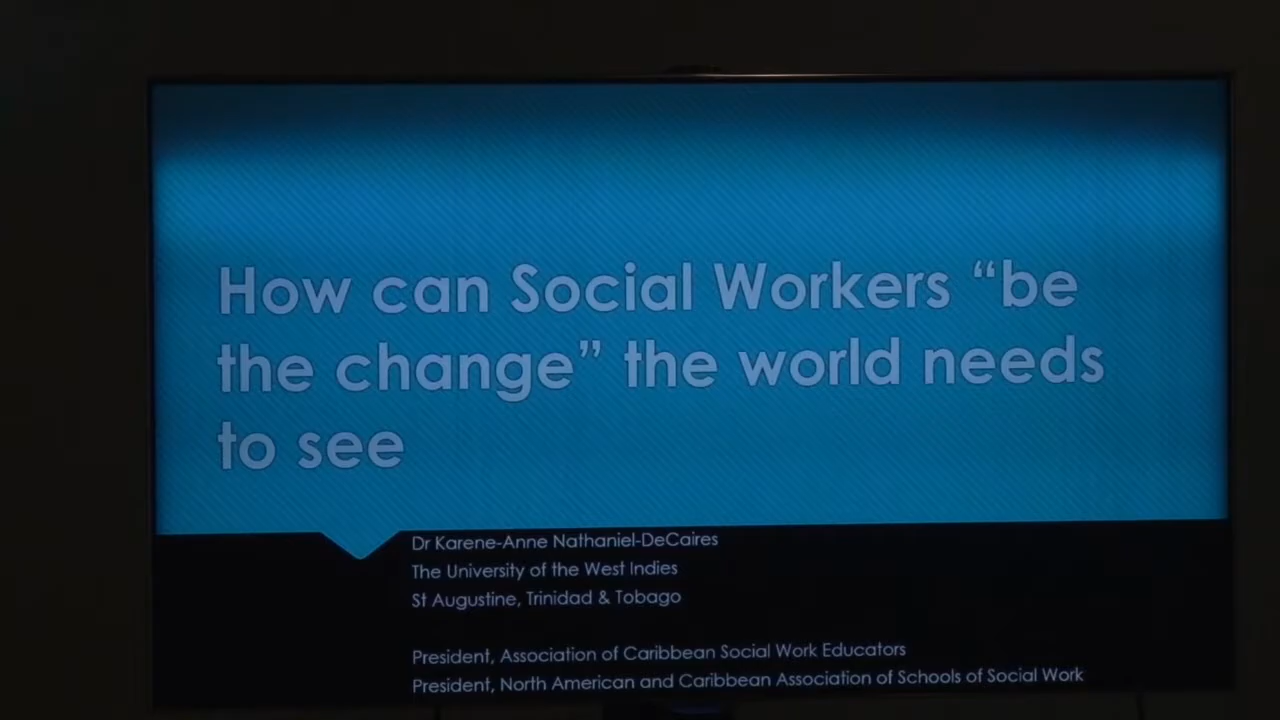 How can Social Workers “be
the change” the world needs
to see
Dr Karene-Anne Nathaniel-DeCaires
The University of the West Indies
St Augustine, Trinidad & Tobago
President, Association of Caribbean Social Work Educators
President, North American and Caribbean Association of Schools of Social Work